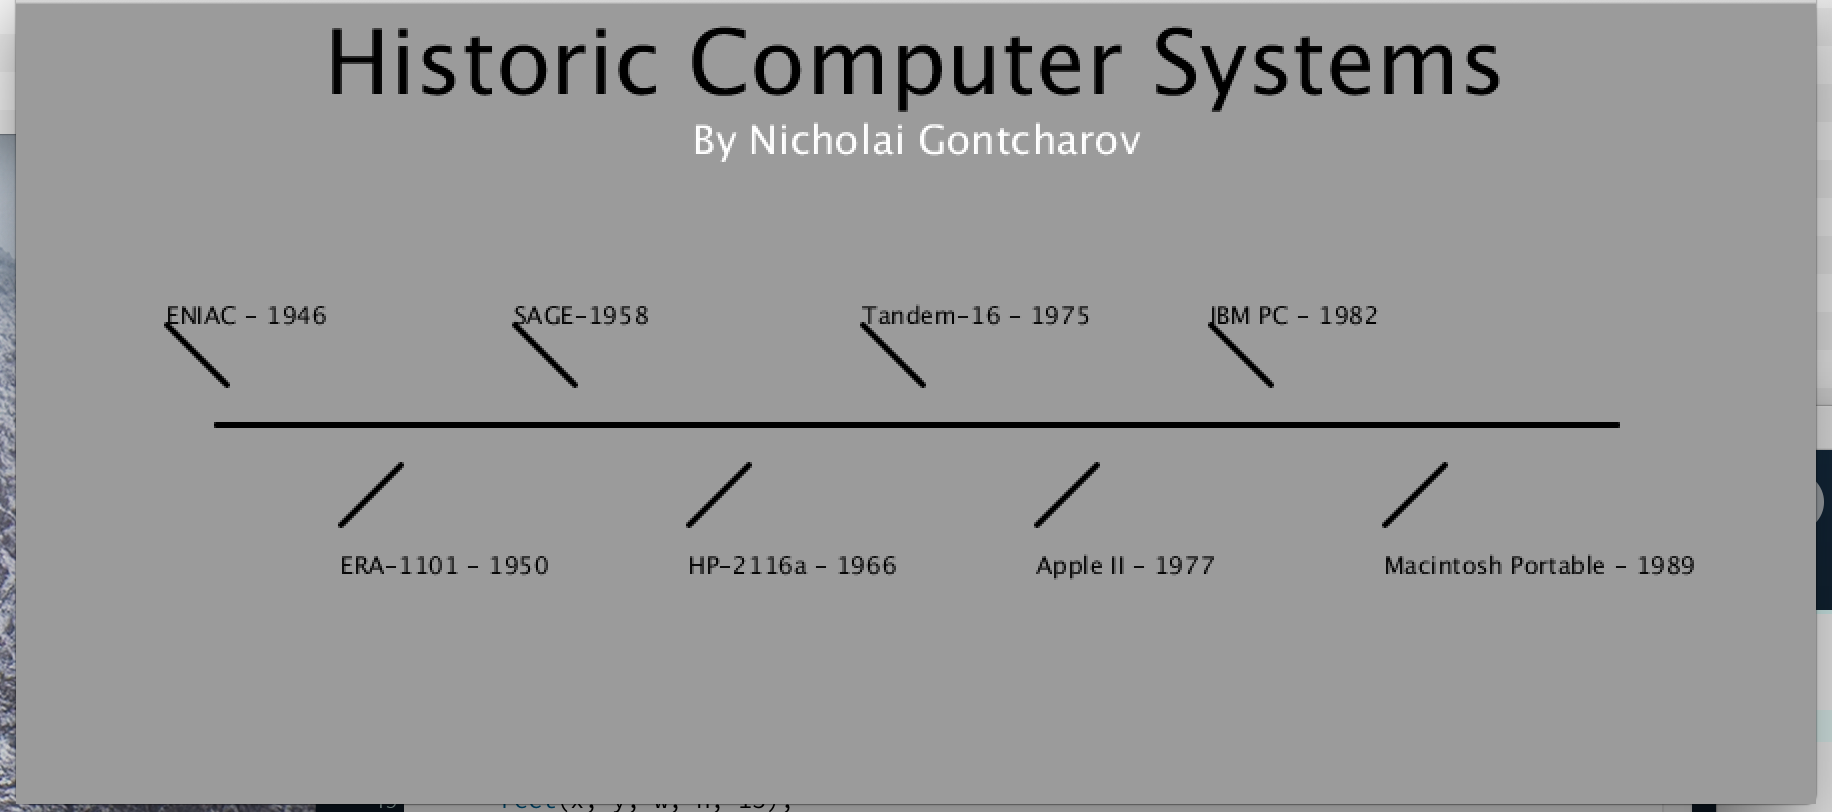 Historic Computer Systems
By Nicholai Gontcharov
ENIAC - 1946
SAGE-1958
Tandem-16 - 1975
IBM PC - 1982
ERA-1101 - 1950
HP-2116a - 1966
Apple II - 1977
Macintosh Portable - 1989